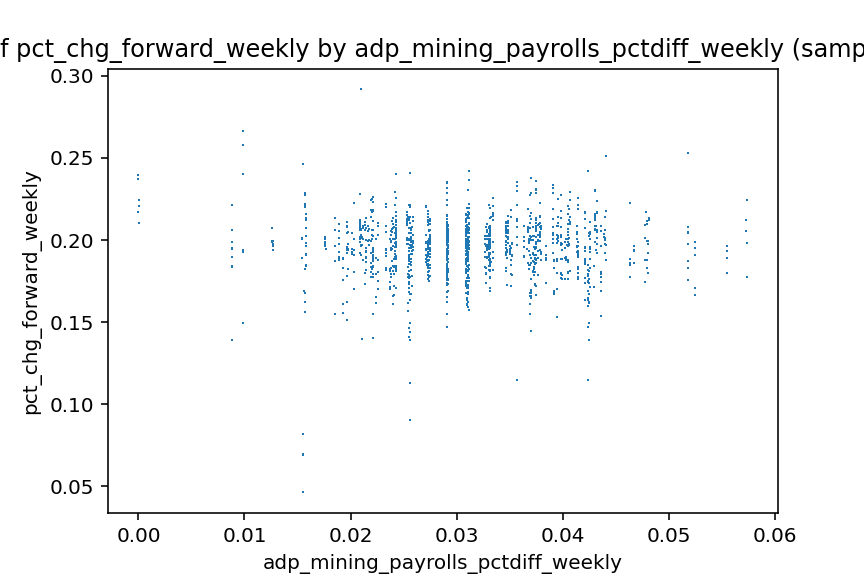 f pct_chg_forward_weekly by adp_mining_payrolls_pctdiff_weekly (samp
0.30
0.25
0.20
0.15
0.10
0.05
pct_chg_forward_weekly
0.00 0.01 0.02 0.03 0.04 0.05 0.06
adp_mining_payrolls_pctdiff_weekly